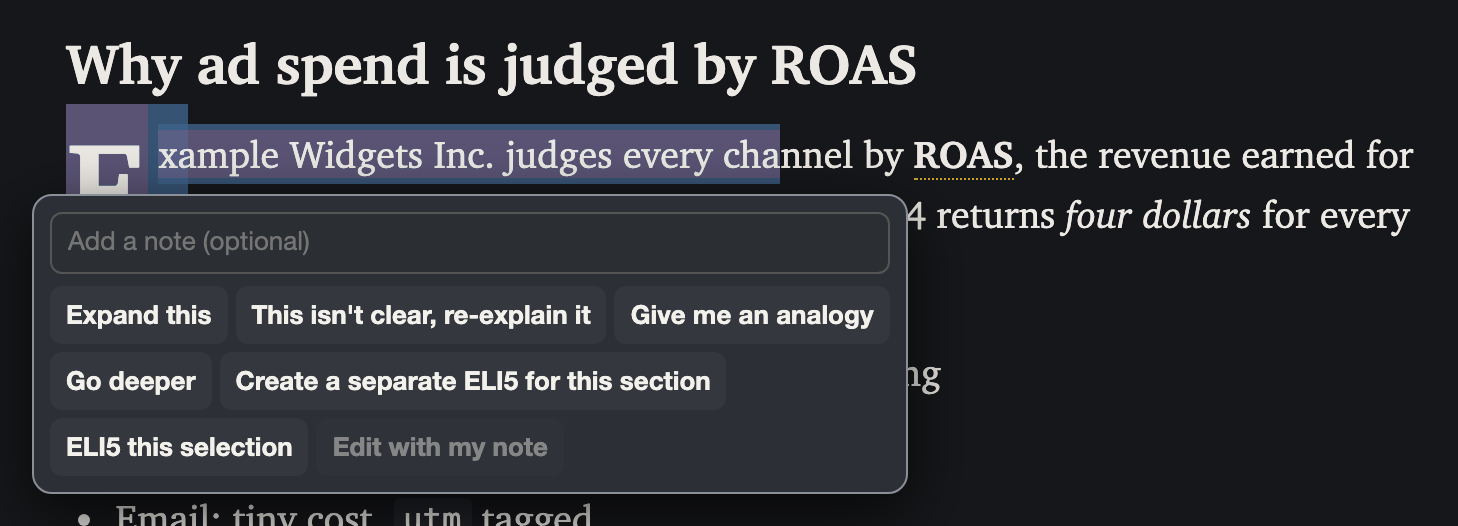 Why ad spend is judged by ROAS
Example Widgets Inc. judges every channel by ROAS, the revenue earned for
4 returns four dollars for every
Add a note (optional)
Expand this
This isn't clear, re-explain it
Give me an analogy
Go deeper
Create a separate ELI5 for this section
ELI5 this selection
Edit with my note
Email: tiny cost, utm tagged